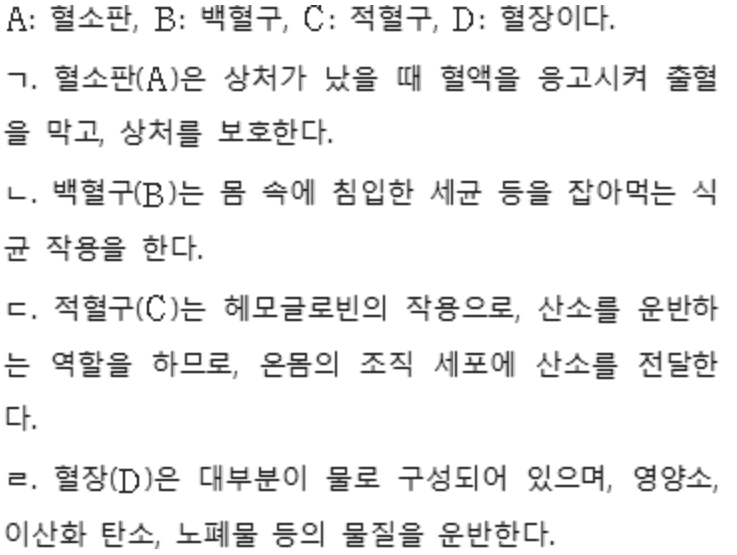 A: 혈소판, B: 백혈구, C: 적혈구, D: 혈장이다.
ㄱ. 혈소판(A)은 상처가 났을 때 혈액을 응고시켜 출혈
을 막고, 상처를 보호한다.
ㄴ. 백혈구(B)는 몸 속에 침입한 세균 등을 잡아먹는 식
균 작용을 한다.
ㄷ. 적혈구(C)는 헤모글로빈의 작용으로, 산소를 운반하
는 역할을 하므로, 온몸의 조직 세포에 산소를 전달한
다.
ㄹ. 혈장(D)은 대부분이 물로 구성되어 있으며, 영양소,
이산화 탄소, 노폐물 등의 물질을 운반한다.